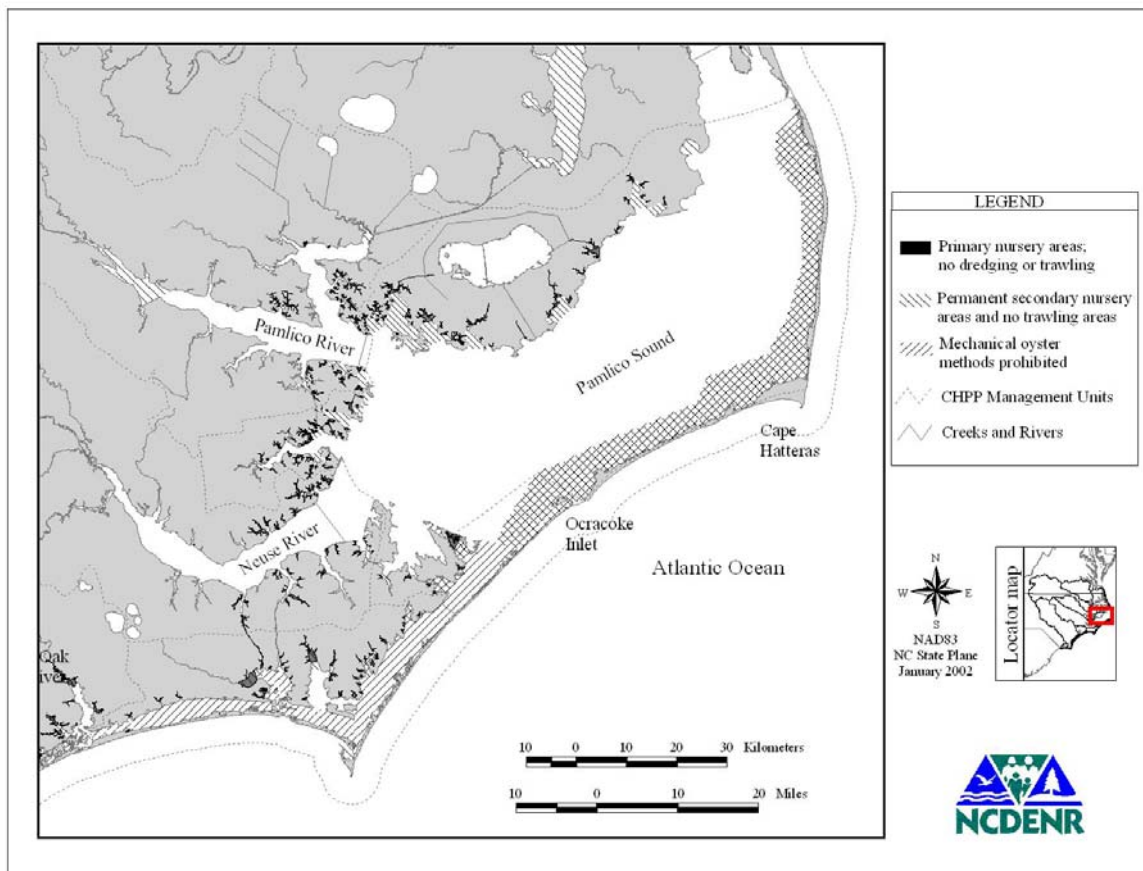 LEGEND
Primary nursery areas;
no dredging or trawling
Permanent secondary nursery
areas and no trawling areas
Mechanical oyster
methods prohibited
CHPP Management Units
Creeks and Rivers
Pamlico River
Pamlico Sound
Cape
Hatteras
Neuse River
Ocracoke
Inlet
Atlantic Ocean
N
W E
S
NAD83
NC State Plane
January 2002
Locator map
10 0 10 20 30 Kilometers
10 0 10 20 Miles
NCDENR